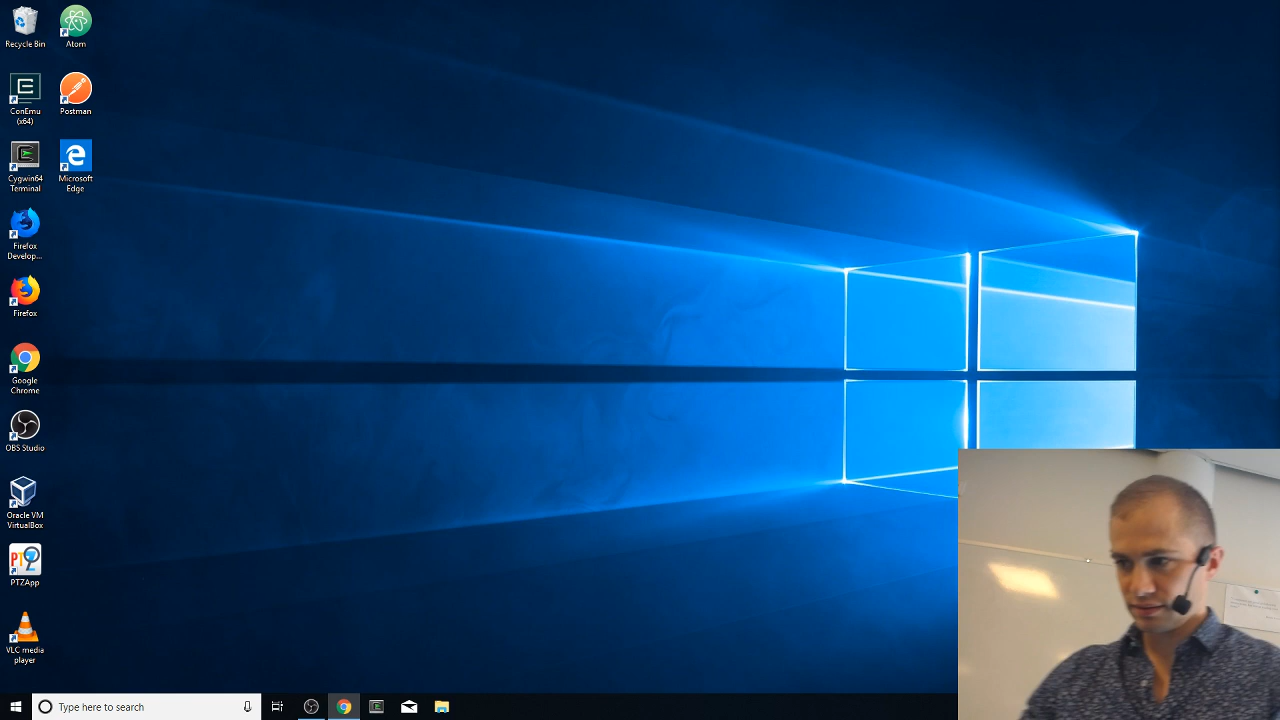 Recycle Bin
Atom
ConEmu
(x64)
Postman
Cygwin64
Terminal
Microsoft
Edge
Firefox
Develop...
Firefox
Google
Chrome
OBS Studio
Oracle VM
VirtualBox
PTZApp
VLC media
player
Type here to search